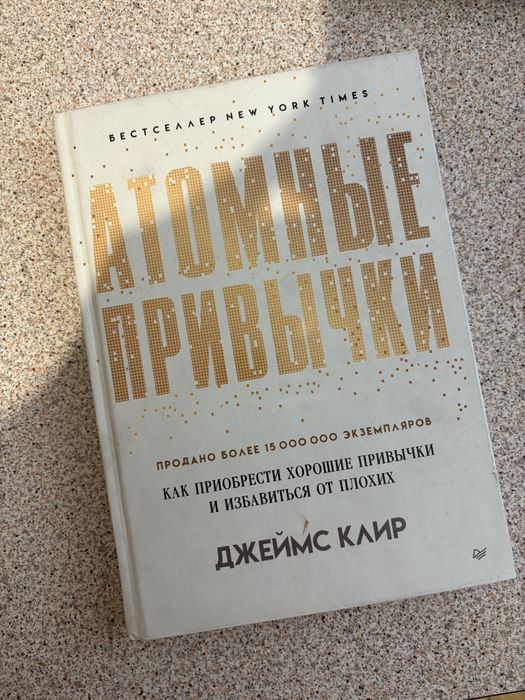 БЕСТСЕЛЛЕР NEW YORK TIMES
АТОМНЫЕ
ПРИВЫЧКИ
ПРОДАНО БОЛЕЕ 15 000 000 ЭКЗЕМПЛЯРОВ
КАК ПРИОБРЕСТИ ХОРОШИЕ ПРИВЫЧКИ
И ИЗБАВИТЬСЯ ОТ ПЛОХИХ
ДЖЕЙМС КЛИР